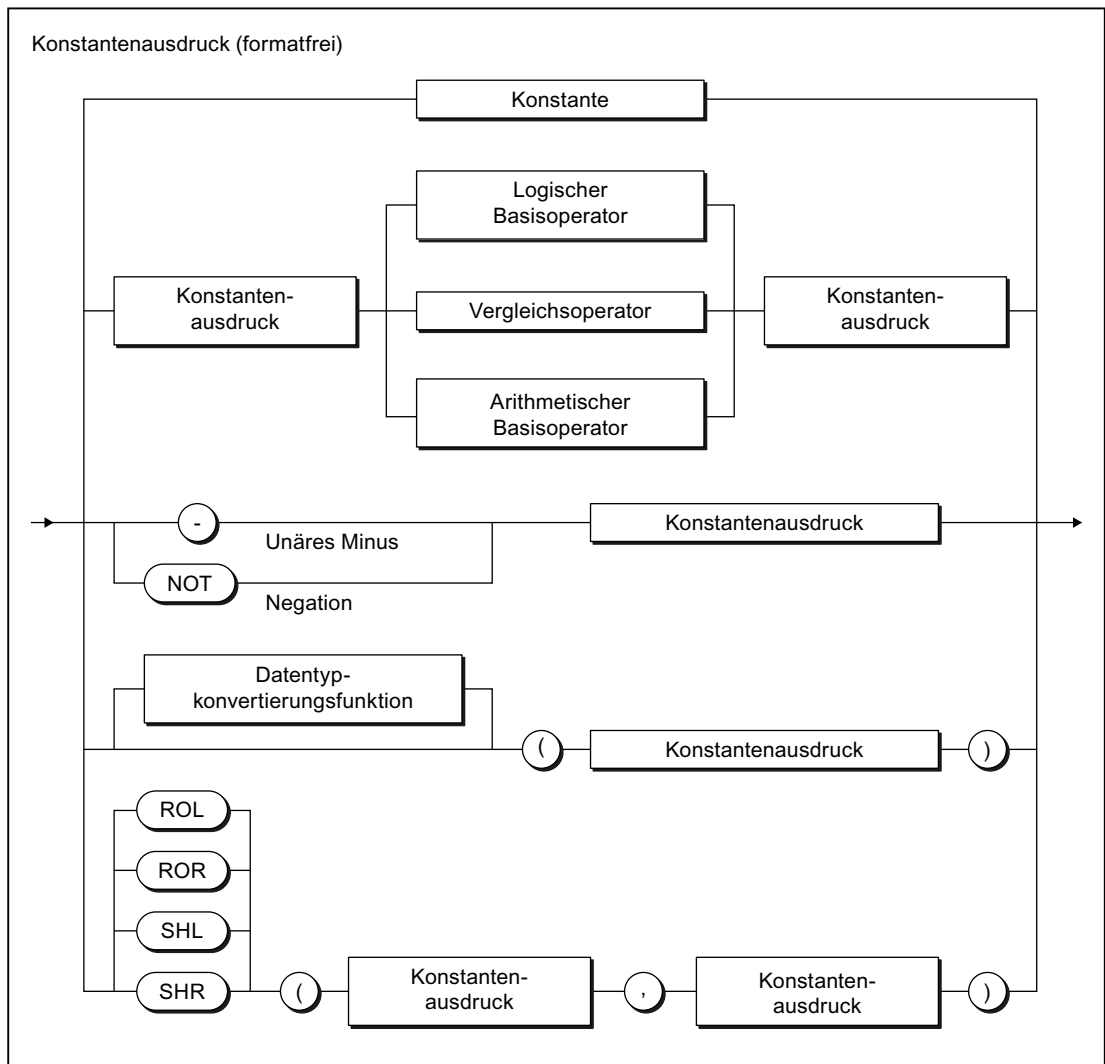 Konstantenausdruck (formatfrei)
Konstante
Logischer
Basisoperator
Konstanten-
ausdruck
Vergleichsoperator
Konstanten-
ausdruck
Arithmetischer
Basisoperator
-
Unäres Minus
Konstantenausdruck
NOT
Negation
Datentyp-
konvertierungsfunktion
(
Konstantenausdruck
)
ROL
ROR
SHL
SHR
(
Konstanten-
ausdruck
,
Konstanten-
ausdruck
)